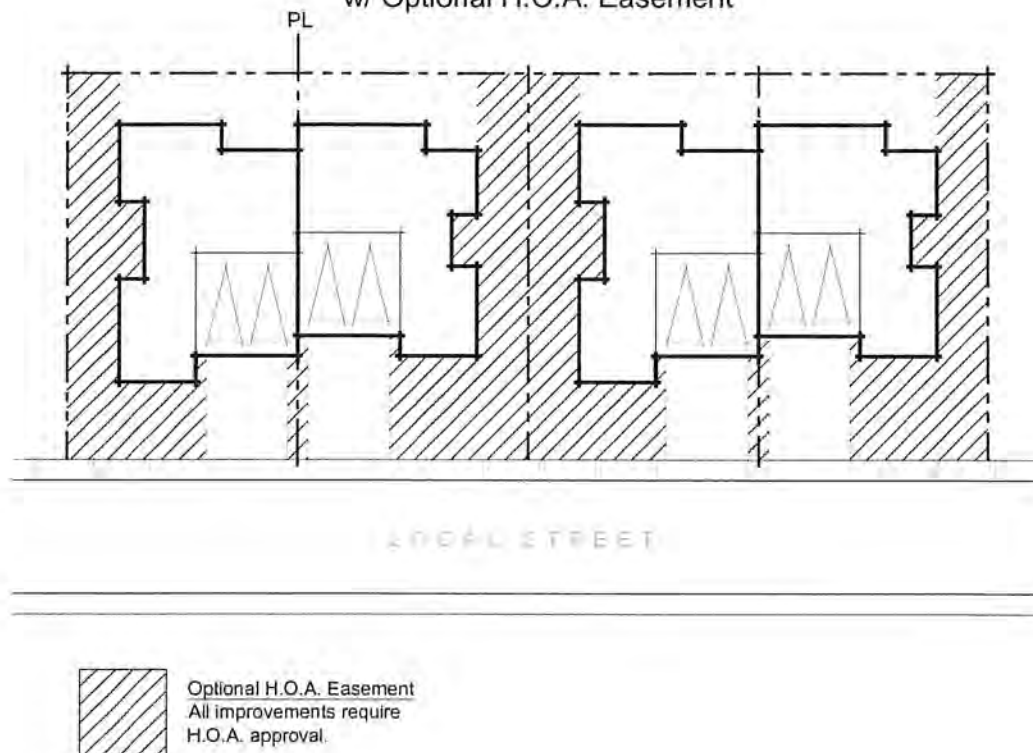 w/ Optional H.O.A. Easement
PL
LOCAL STREET
Optional H.O.A. Easement
All improvements require
H.O.A. approval.